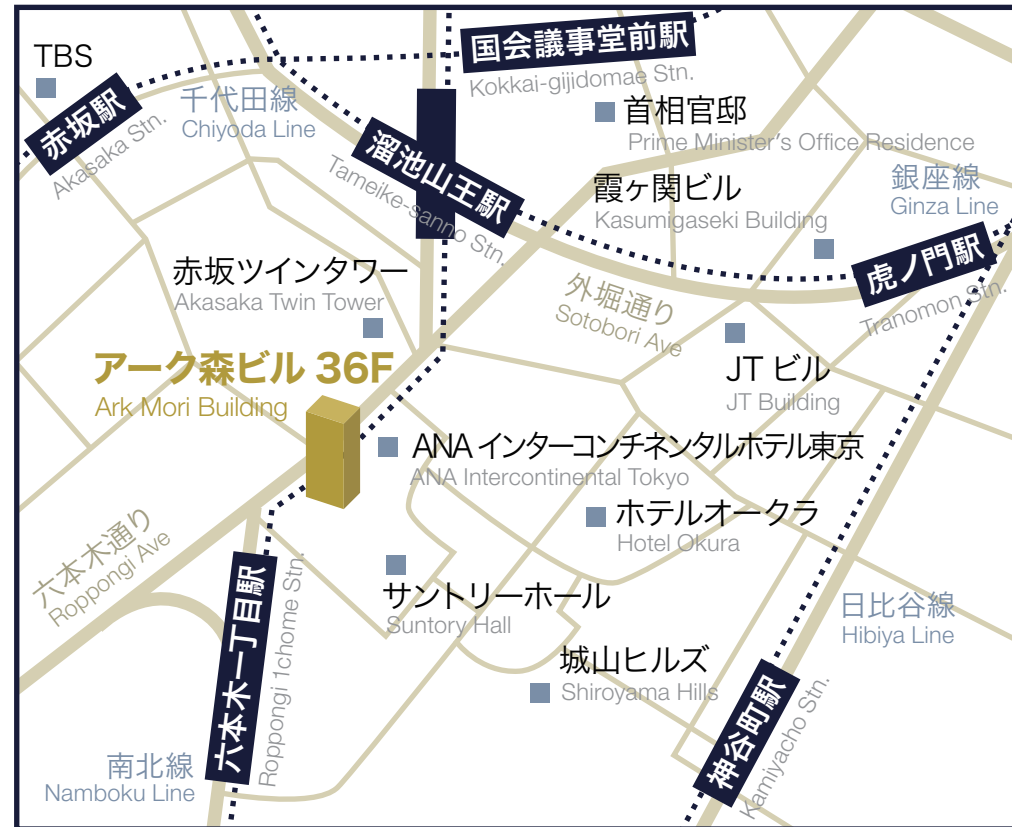 TBS
国会議事堂前駅
Kokkai-gijidomae Stn.
赤坂駅
Akasaka Stn.
千代田線
Chiyoda Line
首相官邸
Prime Minister's Office Residence
溜池山王駅
Tameike-sanno Stn.
霞ヶ関ビル
Kasumigaseki Building
銀座線
Ginza Line
虎ノ門駅
Tranomon Stn.
赤坂ツインタワー
Akasaka Twin Tower
外堀通り
Sotobori Ave
アーク森ビル 36F
Ark Mori Building
JT ビル
JT Building
ANA インターコンチネンタルホテル東京
ANA Intercontinental Tokyo
ホテルオークラ
Hotel Okura
六本木通り
Roppongi Ave
サントリーホール
Suntory Hall
六本木一丁目駅
Roppongi 1chome Stn.
日比谷線
Hibiya Line
城山ヒルズ
Shiroyama Hills
神谷町駅
Kamiyacho Stn.
南北線
Namboku Line